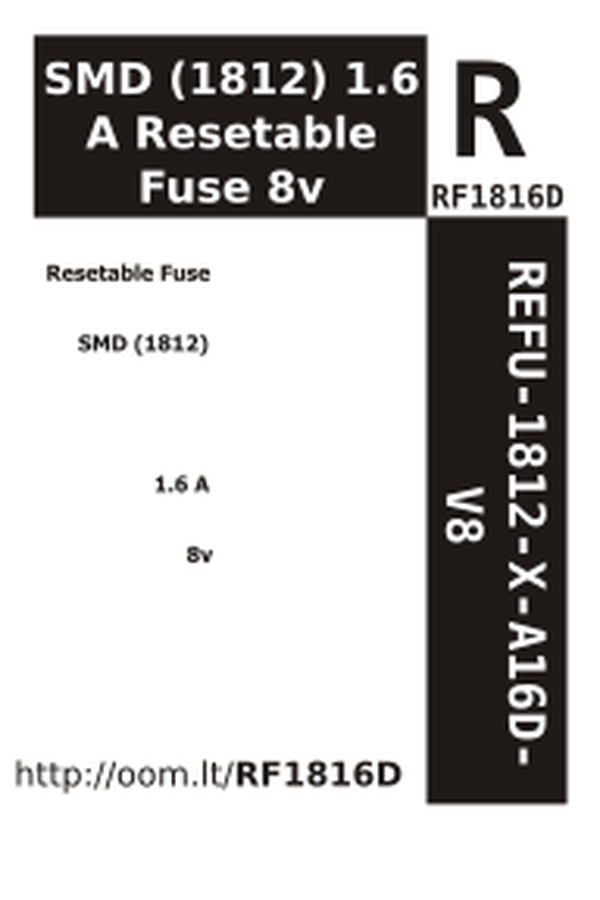 SMD (1812) 1.6
A Resetable
Fuse 8v
R
RF1816D
Resetable Fuse
SMD (1812)
1.6 A
8v
REFU-1812-X-A16D-
V8
http://oom.lt/RF1816D